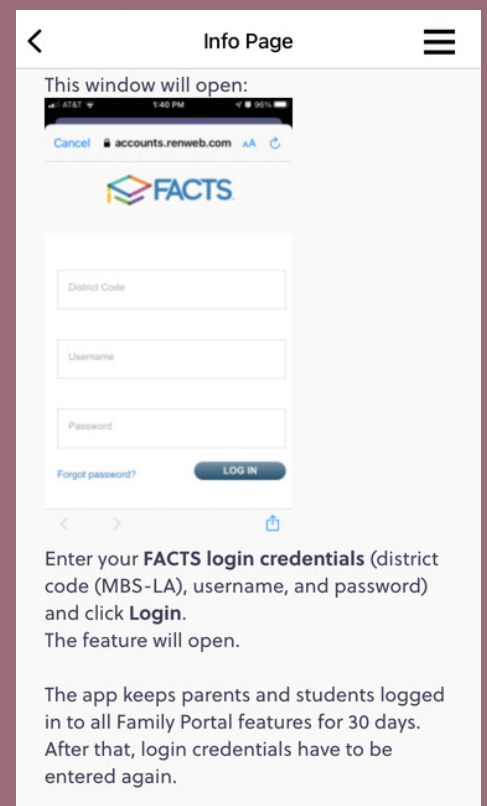 Info Page
This window will open:
AT&T 1:40 PM 96%
Cancel accounts.renweb.com AA
FACTS
District Code
Username
Password
Forgot password? LOG IN
Enter your FACTS login credentials (district
code (MBS-LA), username, and password)
and click Login.
The feature will open.
The app keeps parents and students logged
in to all Family Portal features for 30 days.
After that, login credentials have to be
entered again.